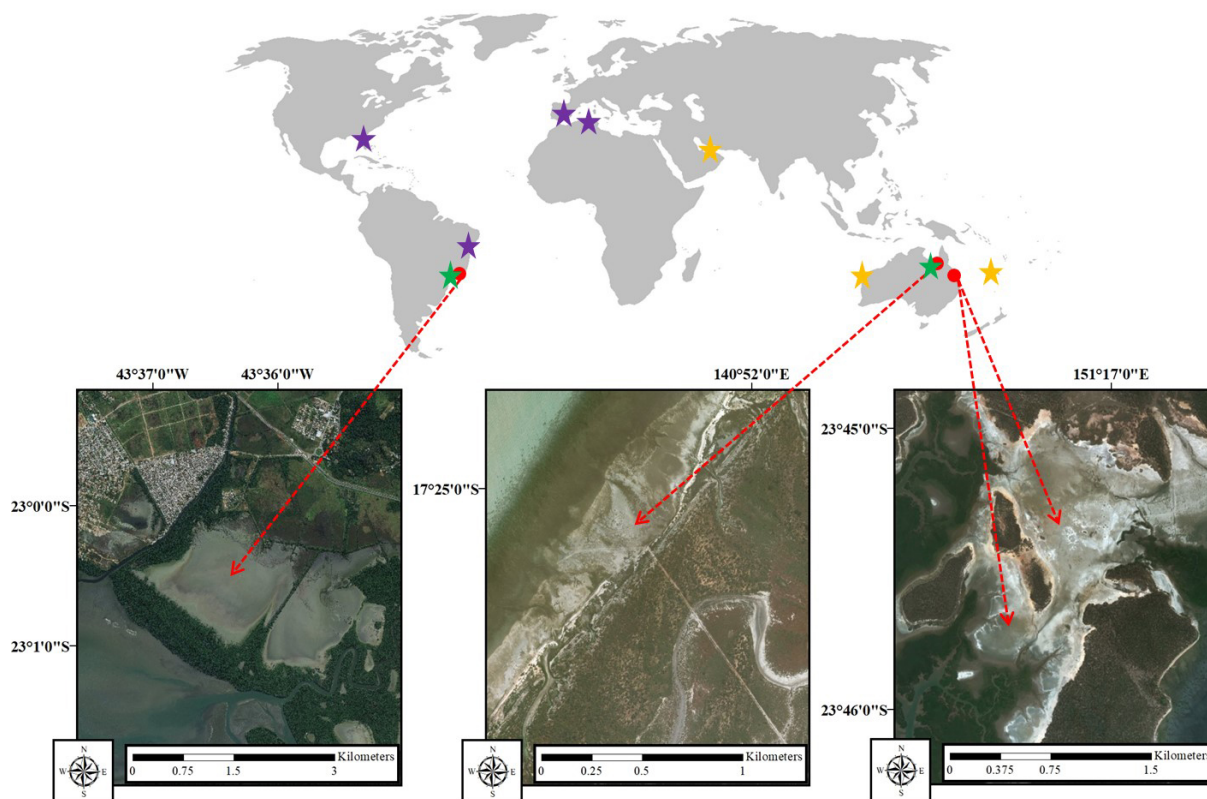 43°37'0"W 43°36'0"W
23°0'0"S
23°1'0"S
N
W E
S
Kilometers
0 0.75 1.5 3
140°52'0"E
17°25'0"S
N
W E
S
Kilometers
0 0.25 0.5 1
151°17'0"E
23°45'0"S
23°46'0"S
N
W E
S
Kilometers
0 0.375 0.75 1.5